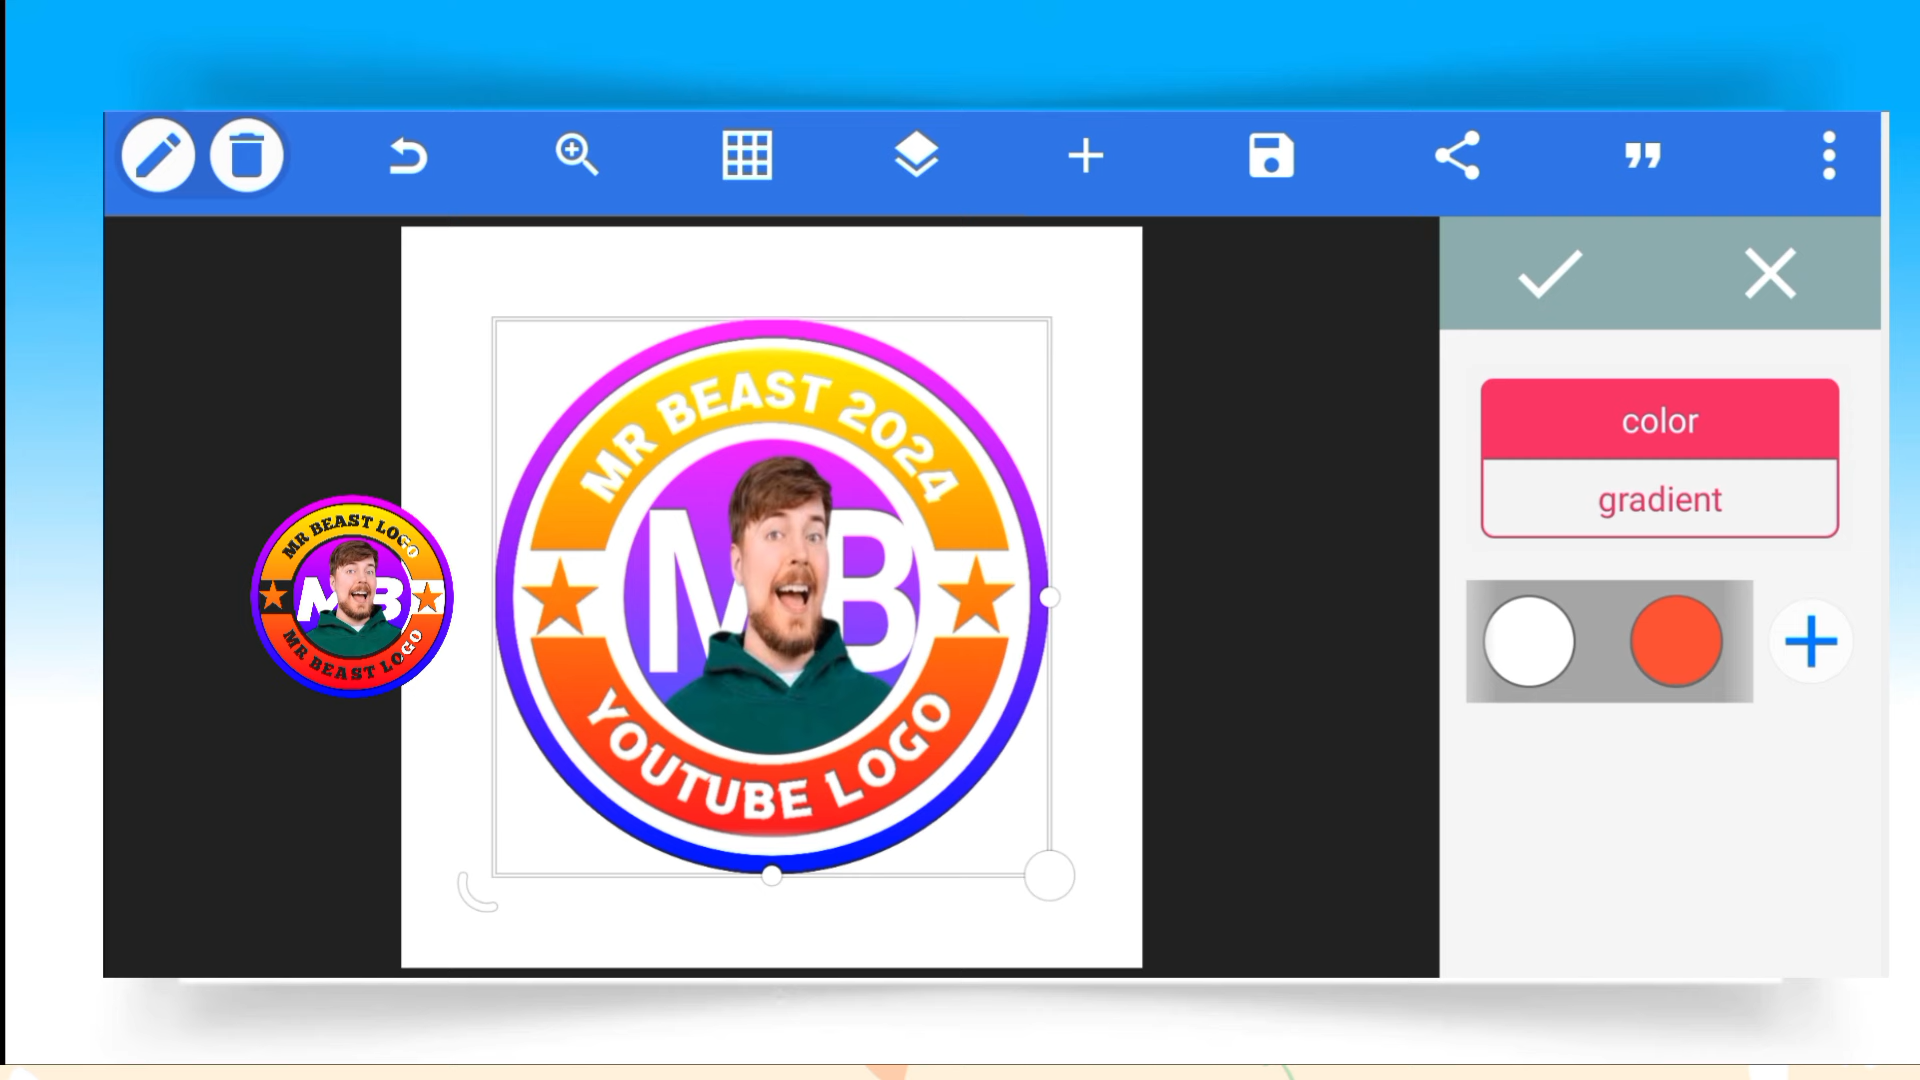 MR BEAST 2024
MB
YOUTUBE LOGO
MR BEAST LOGO
MB
MR BEAST LOGO
color
gradient